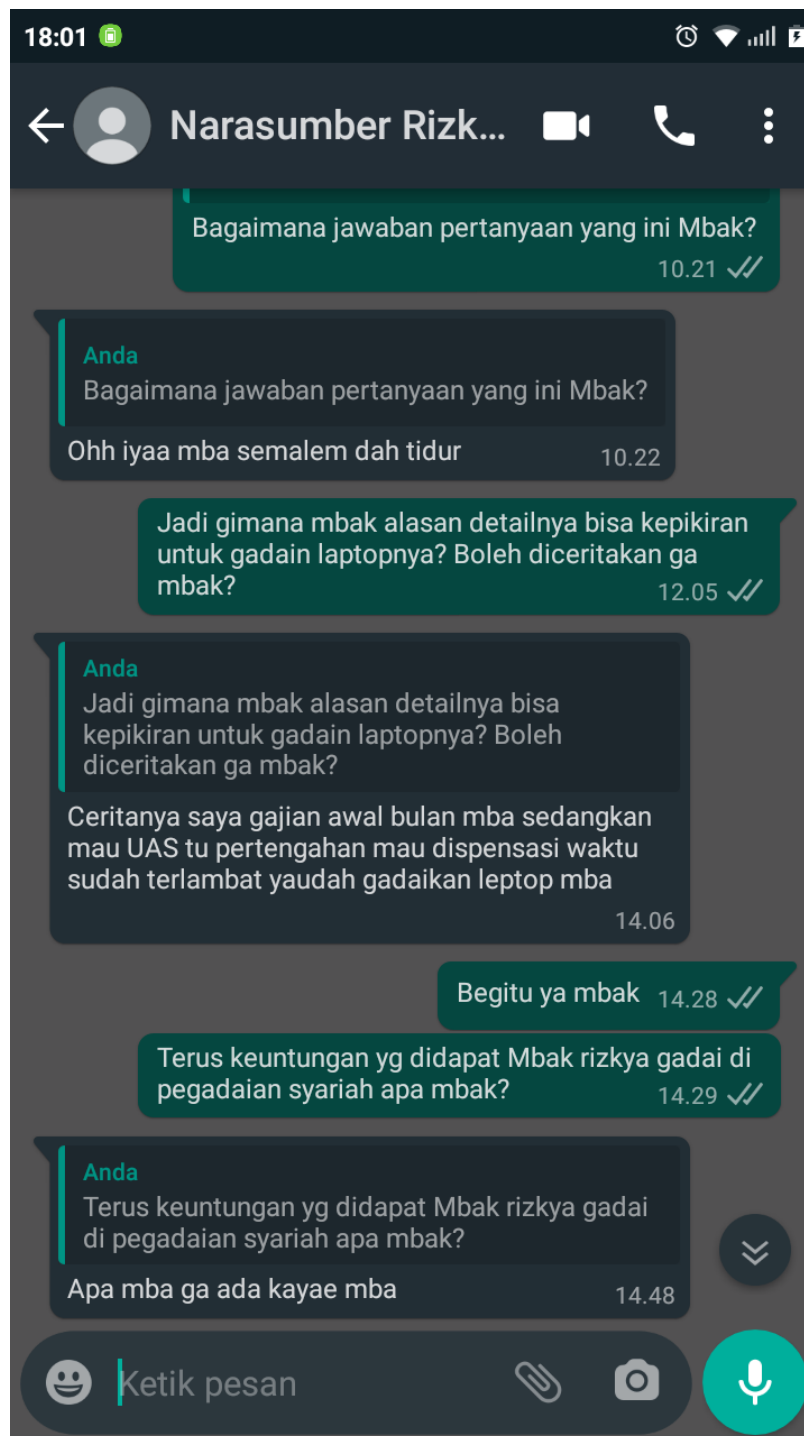 18:01
Narasumber Rizk...
Bagaimana jawaban pertanyaan yang ini Mbak?
10.21
Anda
Bagaimana jawaban pertanyaan yang ini Mbak?
Ohh iyaa mba semalem dah tidur
10.22
Jadi gimana mbak alasan detailnya bisa kepikiran
untuk gadain laptopnya? Boleh diceritakan ga
mbak?
12.05
Anda
Jadi gimana mbak alasan detailnya bisa
kepikiran untuk gadain laptopnya? Boleh
diceritakan ga mbak?
Ceritanya saya gajian awal bulan mba sedangkan
mau UAS tu pertengahan mau dispensasi waktu
sudah terlambat yaudah gadaikan leptop mba
14.06
Begitu ya mbak
14.28
Terus keuntungan yg didapat Mbak rizkya gadai di
pegadaian syariah apa mbak?
14.29
Anda
Terus keuntungan yg didapat Mbak rizkya gadai
di pegadaian syariah apa mbak?
Apa mba ga ada kayae mba
14.48
Ketik pesan